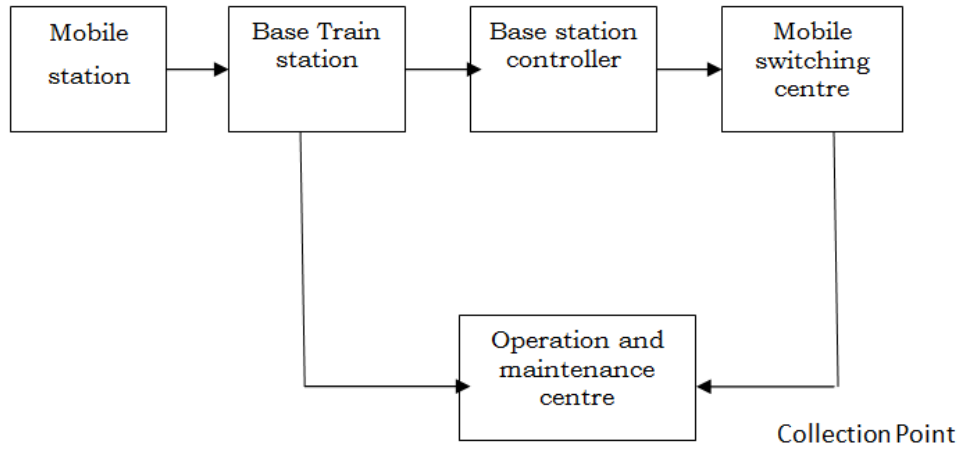 Mobile
station
Base Train
station
Base station
controller
Mobile
switching
centre
Operation and
maintenance
centre
Collection Point